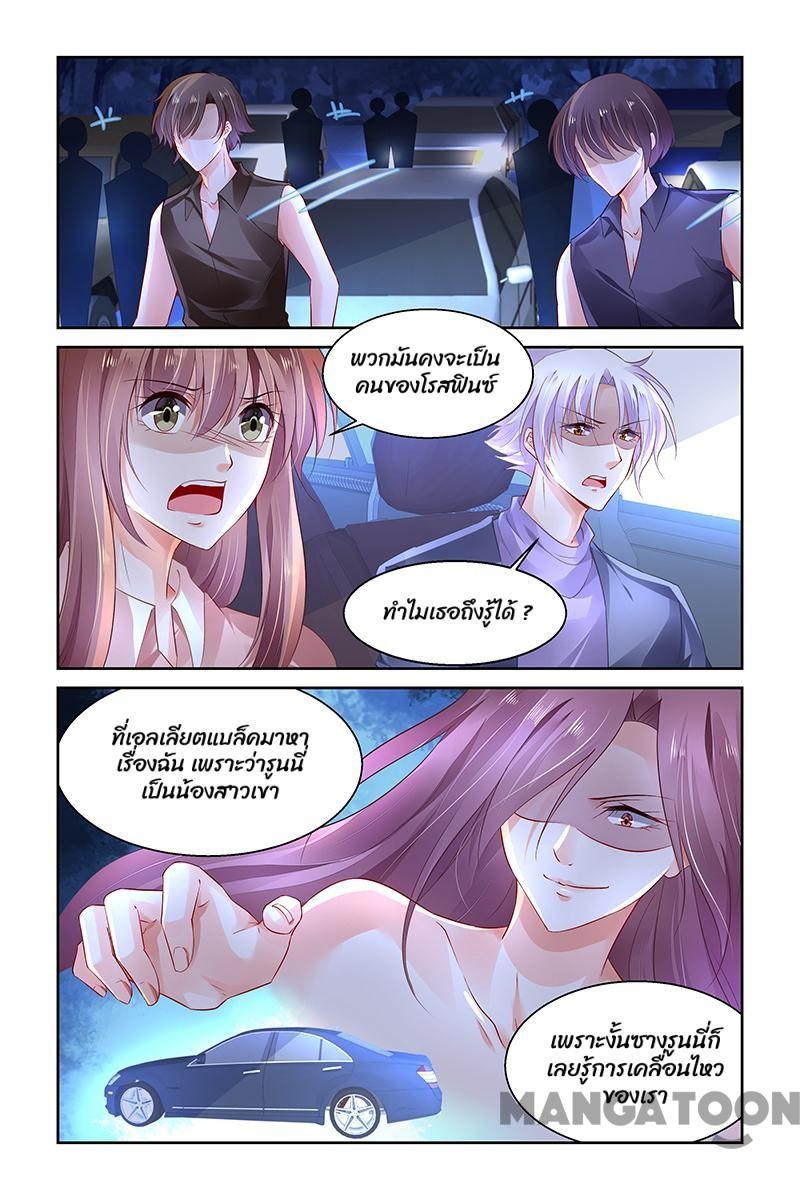 พวกมันคงจะเป็น
คนของโรสฟินซ์
ทำไมเธอถึงรู้ได้ ?
ที่เอลเลียตแบล็คมาหา
เรื่องฉัน เพราะว่ารูนนี่
เป็นน้องสาวเขา
เพราะงั้นซางรูนนี่ก็
เลยรู้การเคลื่อนไหว
ของเรา
MANGATOON